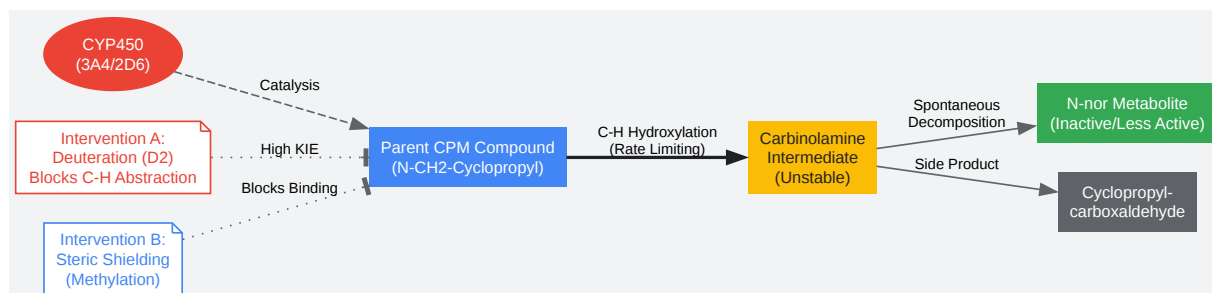 CYP450
(3A4/2D6)
Catalysis
Intervention A:
Deuteration (D2)
Blocks C-H Abstraction
High KIE
Blocks Binding
Intervention B:
Steric Shielding
(Methylation)
Parent CPM Compound
(N-CH2-Cyclopropyl)
C-H Hydroxylation
(Rate Limiting)
Carbinolamine
Intermediate
(Unstable)
Spontaneous
Decomposition
Side Product
N-nor Metabolite
(Inactive/Less Active)
Cyclopropyl-
carboxaldehyde